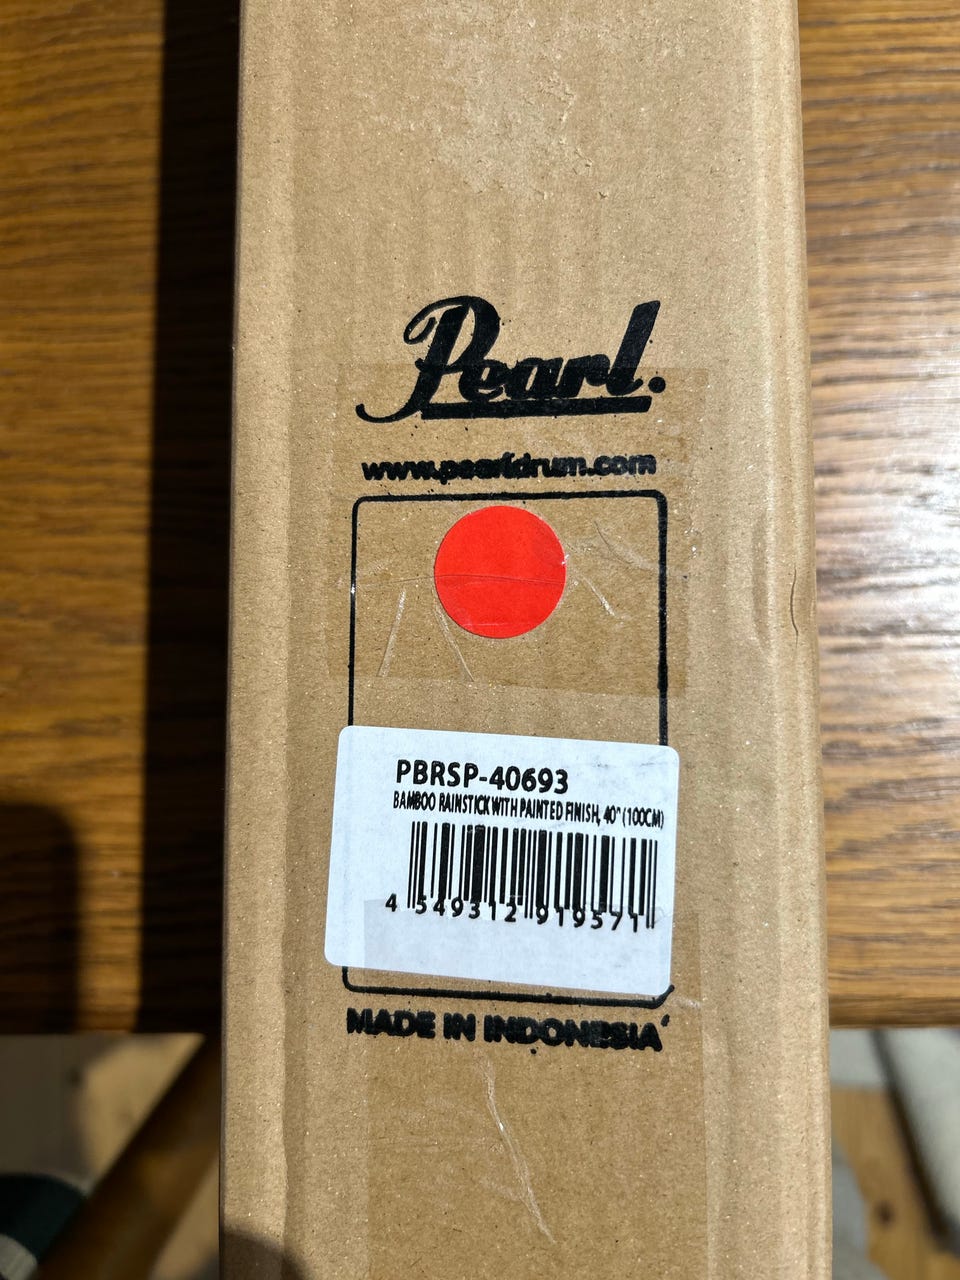 Pearl.
www.pearldrum.com
PBRSP-40693
BAMBOO RAINSTICK WITH PAINTED FINISH, 40" (100CM)
4 549312 919571
MADE IN INDONESIA